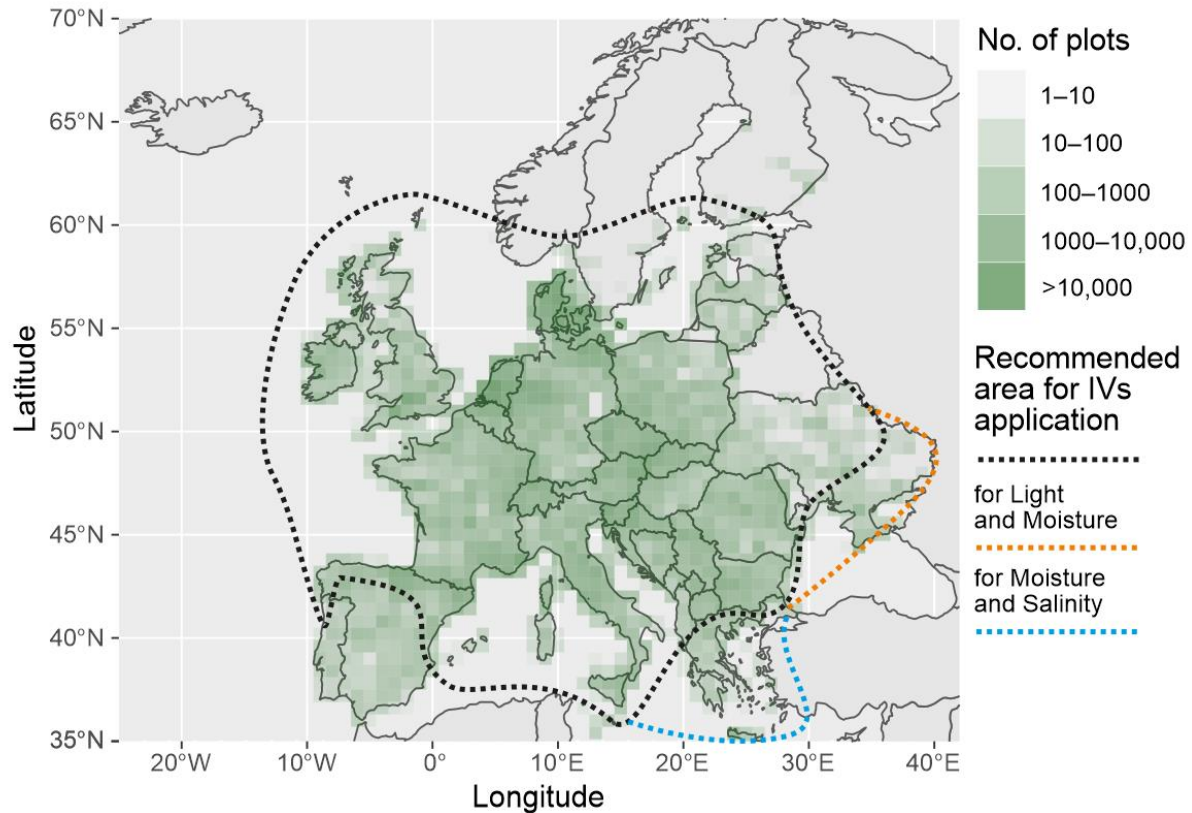 70°N
65°N
60°N
55°N
50°N
45°N
40°N
35°N
Latitude
20°W
10°W
0°
10°E
20°E
30°E
40°E
Longitude
No. of plots
1–10
10–100
100–1000
1000–10,000
>10,000
Recommended
area for IVs
application
for Light
and Moisture
for Moisture
and Salinity